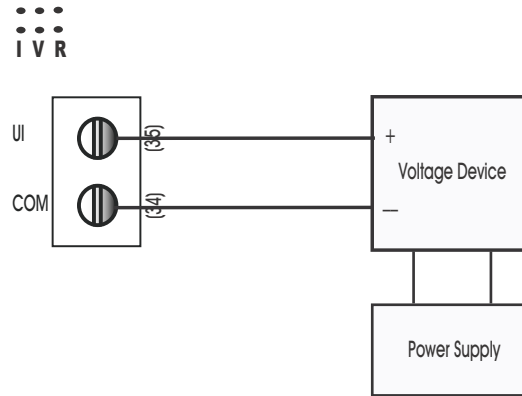 I V R
UI
(35)
+
Voltage Device
COM
(34)
—
Power Supply